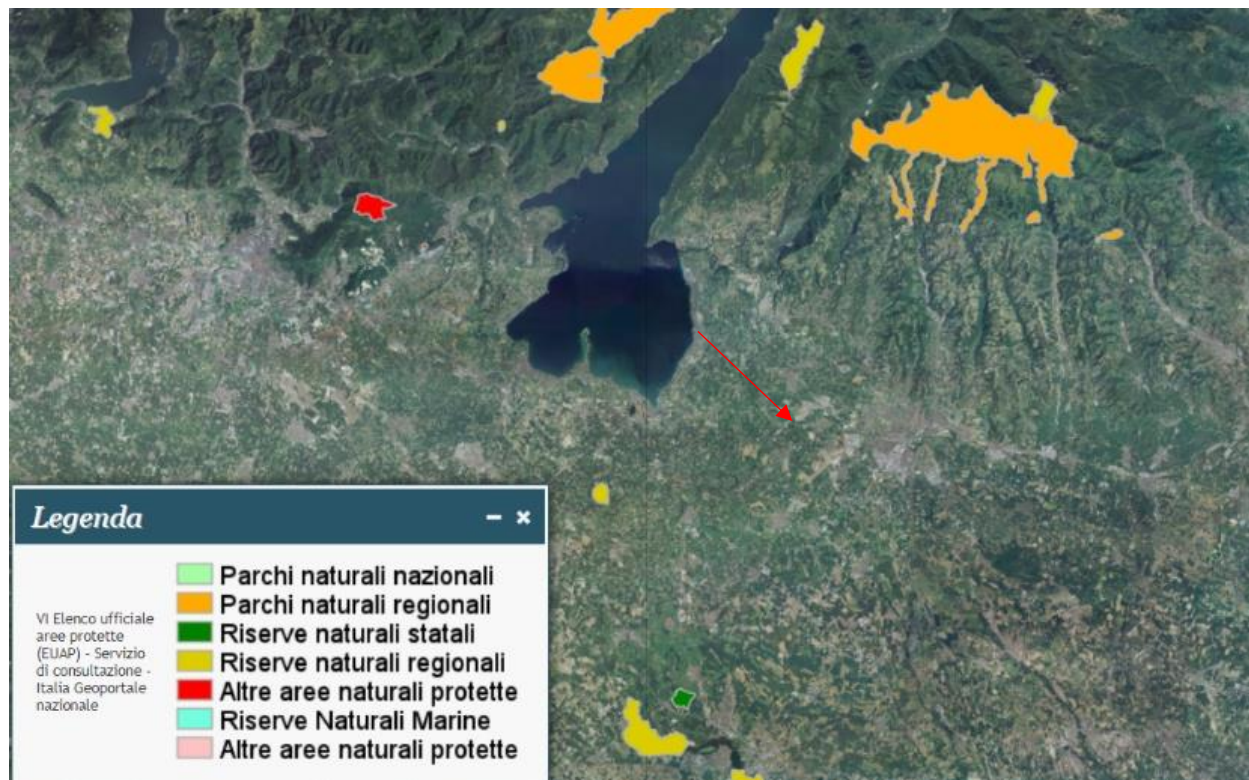 Legenda
− ×
VI Elenco ufficiale
aree protette
(EUAP) - Servizio
di consultazione -
Italia Geoportale
nazionale
Parchi naturali nazionali
Parchi naturali regionali
Riserve naturali statali
Riserve naturali regionali
Altre aree naturali protette
Riserve Naturali Marine
Altre aree naturali protette